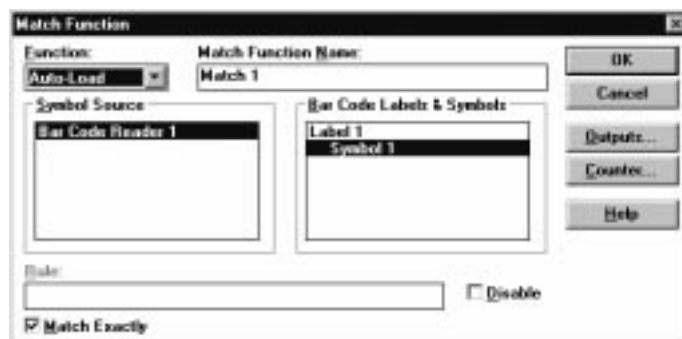 Match Function
Function:
Auto-Load
Match Function Name:
Match 1
OK
Cancel
Symbol Source
Bar Code Reader 1
Bar Code Labels & Symbols
Label 1
Symbol 1
Outputs...
Counter...
Help
Rule:
Disable
Match Exactly